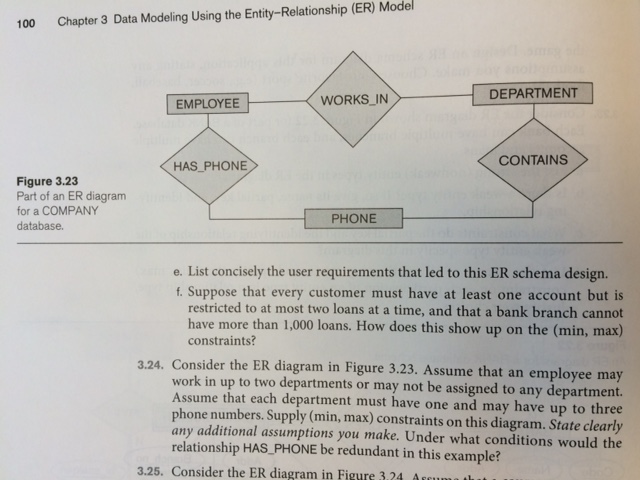 100 Chapter 3 Data Modeling Using the Entity–Relationship (ER) Model
EMPLOYEE
WORKS_IN
DEPARTMENT
HAS_PHONE
CONTAINS
PHONE
Figure 3.23
Part of an ER diagram
for a COMPANY
database.
e. List concisely the user requirements that led to this ER schema design.
f. Suppose that every customer must have at least one account but is
restricted to at most two loans at a time, and that a bank branch cannot
have more than 1,000 loans. How does this show up on the (min, max)
constraints?
3.24. Consider the ER diagram in Figure 3.23. Assume that an employee may
work in up to two departments or may not be assigned to any department.
Assume that each department must have one and may have up to three
phone numbers. Supply (min, max) constraints on this diagram. State clearly
any additional assumptions you make. Under what conditions would the
relationship HAS_PHONE be redundant in this example?
3.25. Consider the ER diagram in Figure 3.24. Assume that a